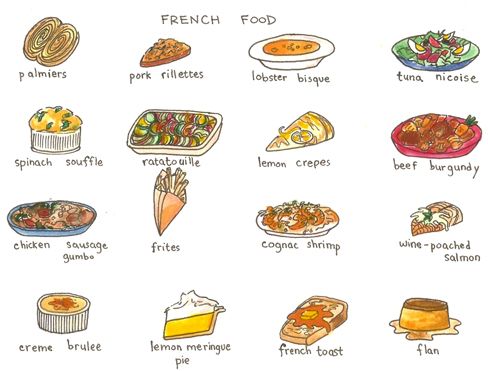 FRENCH FOOD
palmiers
pork rillettes
lobster bisque
tuna nicoise
spinach souffle
ratatouille
lemon crepes
beef burgundy
chicken sausage
gumbo
frites
cognac shrimp
wine-poached
salmon
creme brulee
lemon meringue
pie
french toast
flan